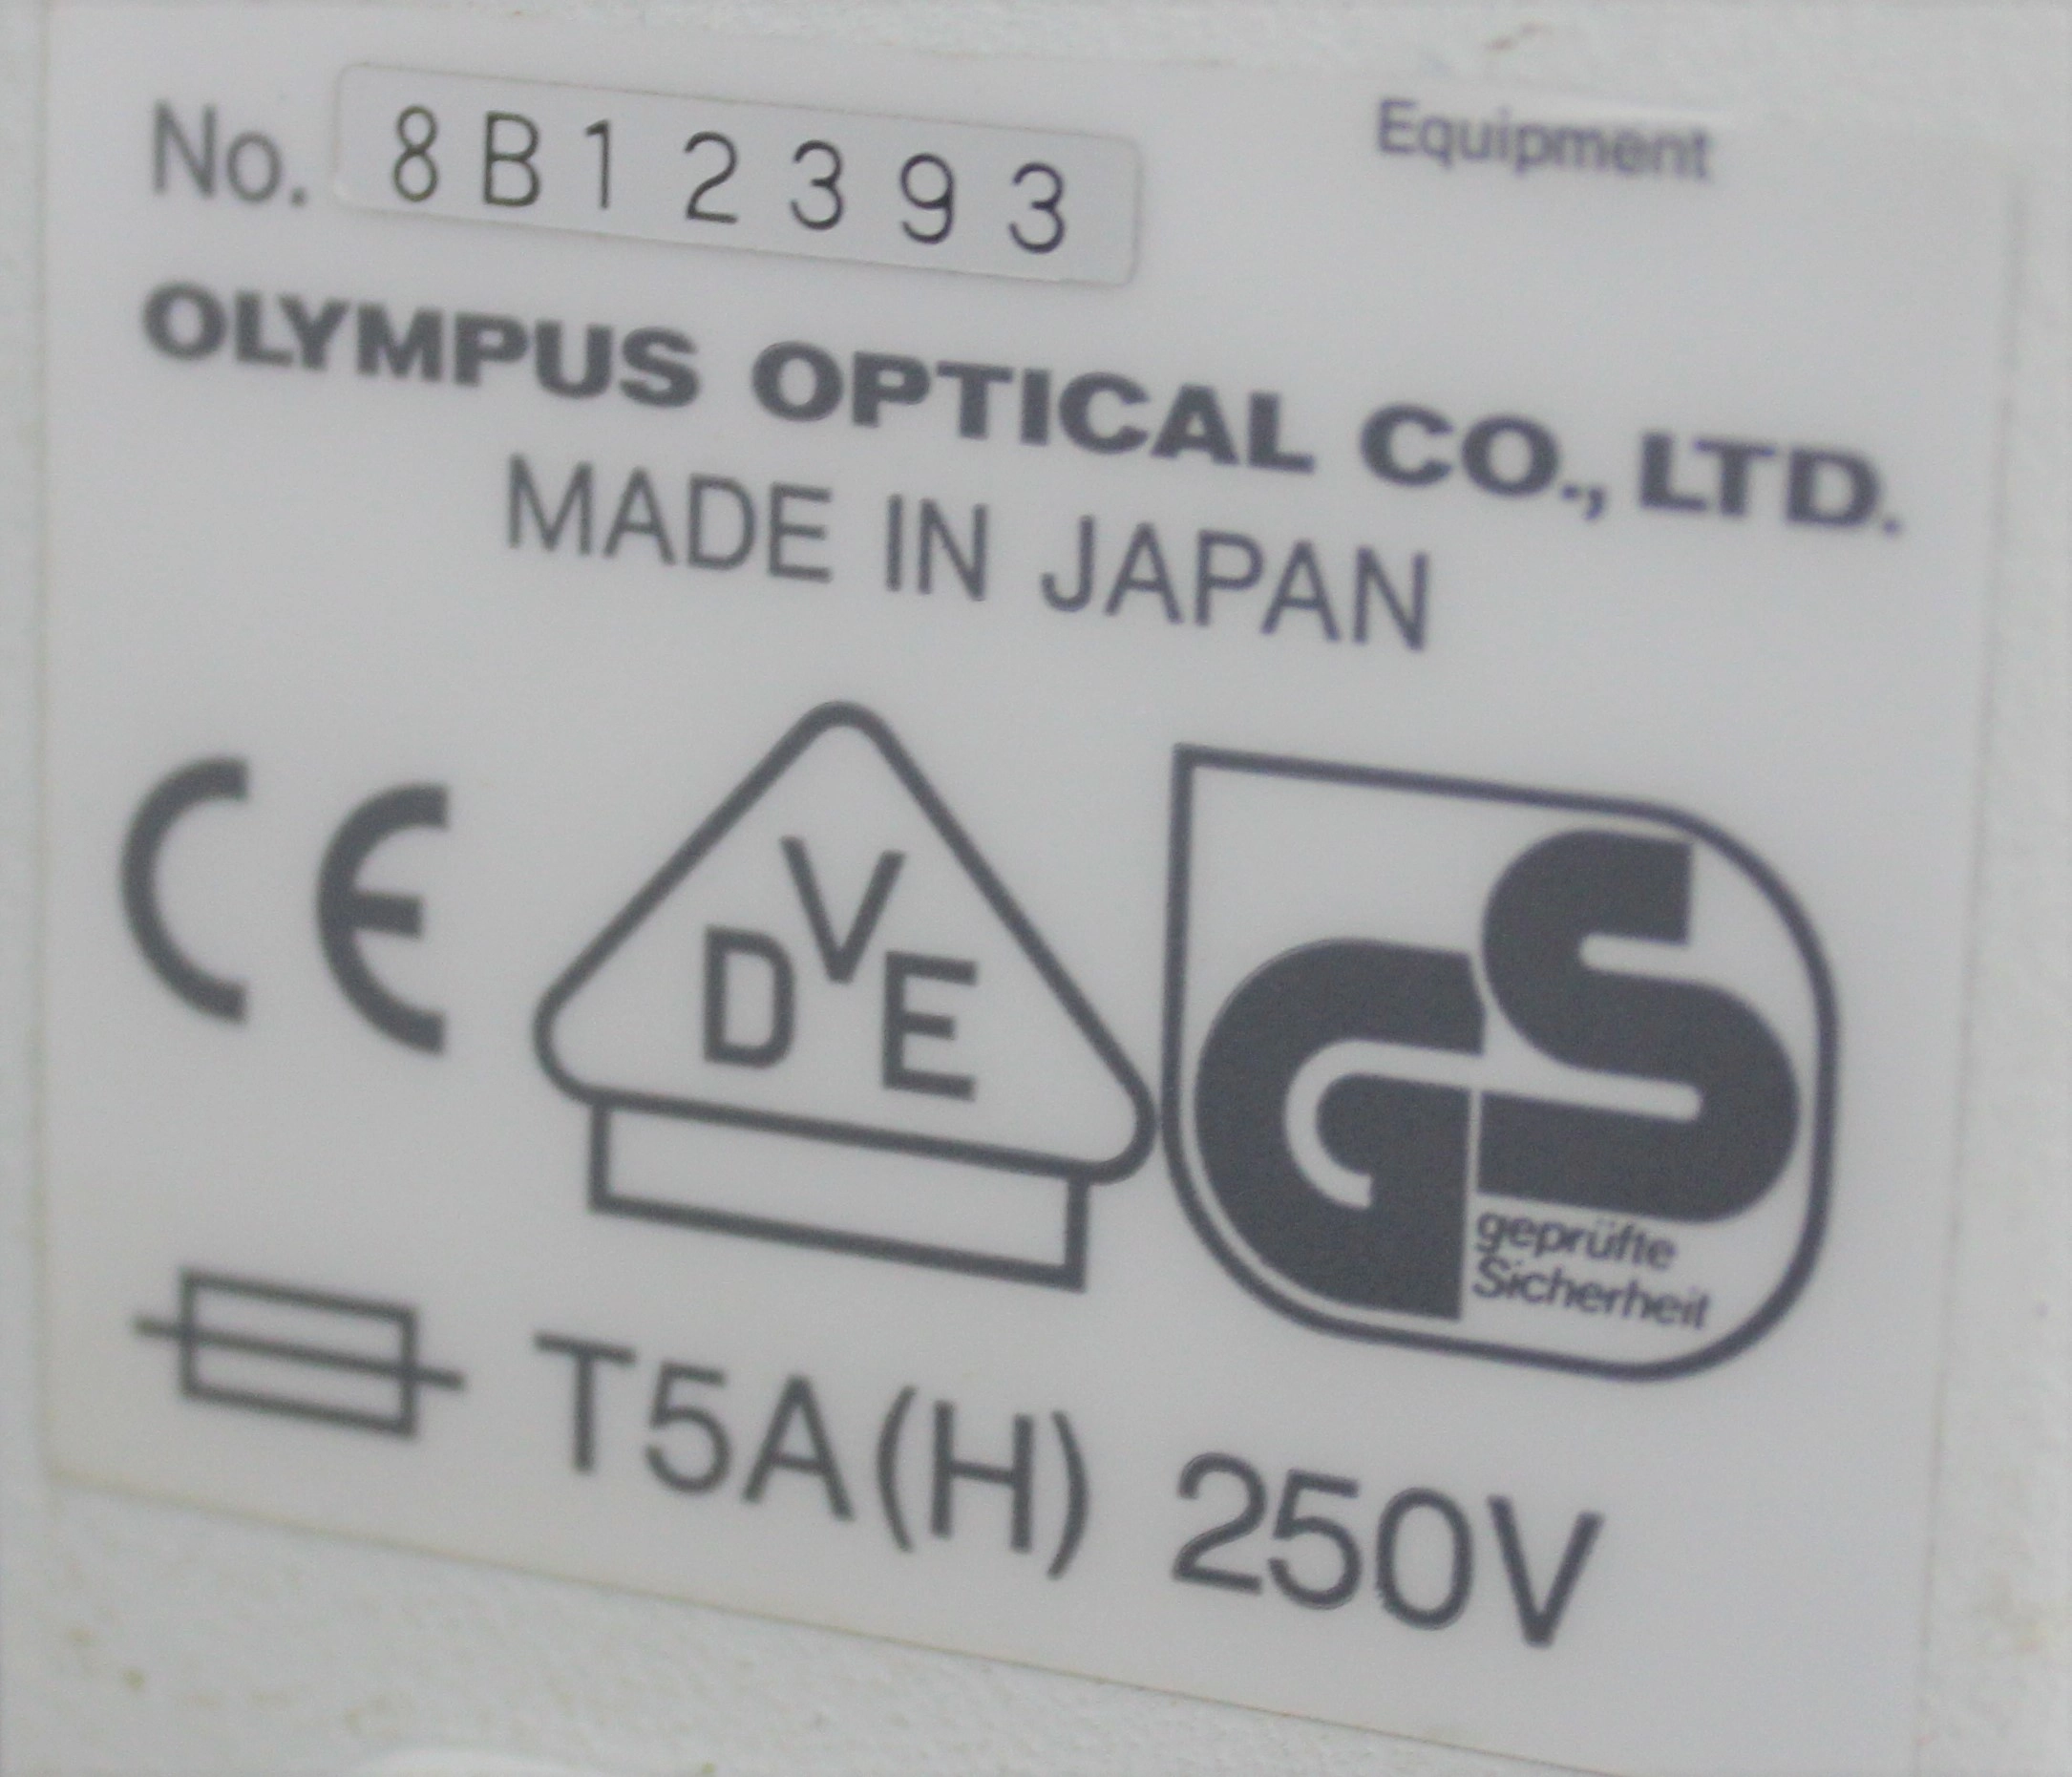 Equipment
No. 8B12393
OLYMPUS OPTICAL CO., LTD.
MADE IN JAPAN
CE
DVE
GS
geprüfte
Sicherheit
T5A(H) 250V